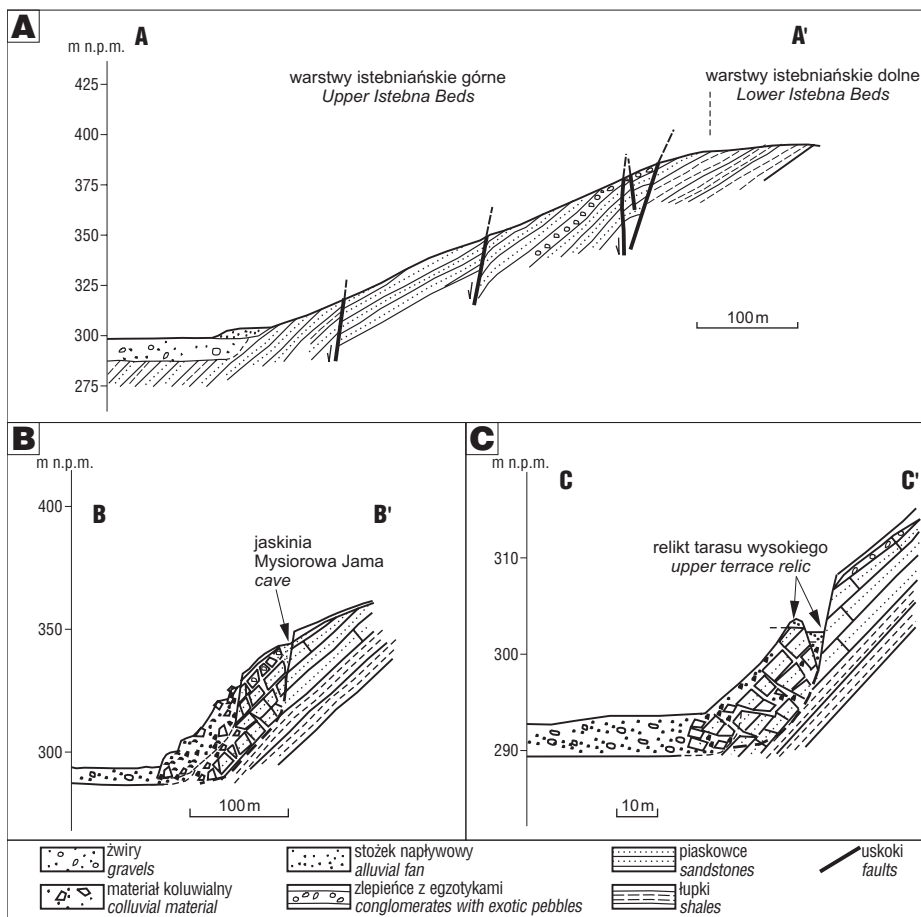 A
A
A'
m n.p.m.
425
400
375
350
325
300
275
warstwy istebniańskie górne
Upper Istebna Beds
warstwy istebniańskie dolne
Lower Istebna Beds
100 m
B
m n.p.m.
400
350
300
B
B'
jaskinia
Mysiorowa Jama
cave
100 m
C
m n.p.m.
310
300
290
C
C'
relikt tarasu wysokiego
upper terrace relic
10 m
żwiry
gravels
stożek napływowy
alluvial fan
piaskowce
sandstones
uskoki
faults
materiał koluwialny
colluvial material
zlepieńce z egzotykami
conglomerates with exotic pebbles
łupki
shales